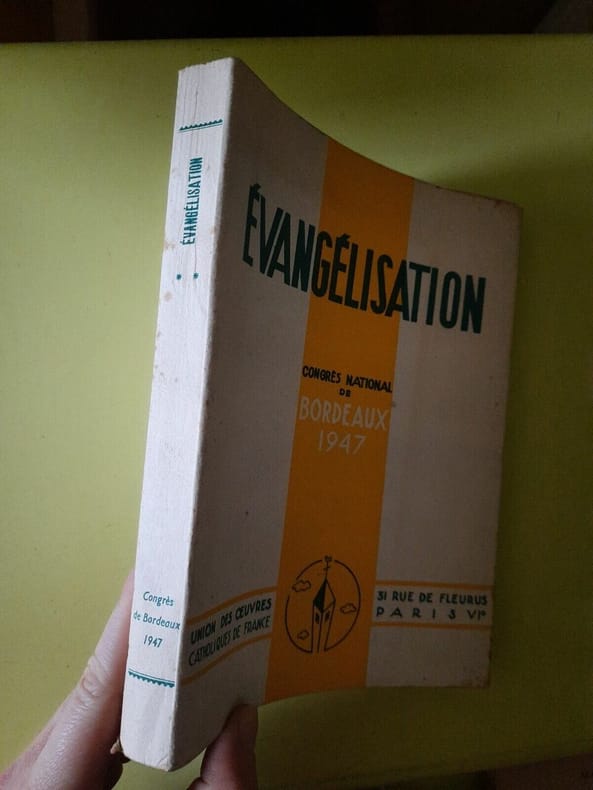 ÉVANGÉLISATION
* *
Congrès
de Bordeaux
1947
ÉVANGÉLISATION
CONGRÈS NATIONAL
DE
BORDEAUX
1947
UNION DES ŒUVRES
CATHOLIQUES DE FRANCE
31 RUE DE FLEURUS
PARIS VIᵉ